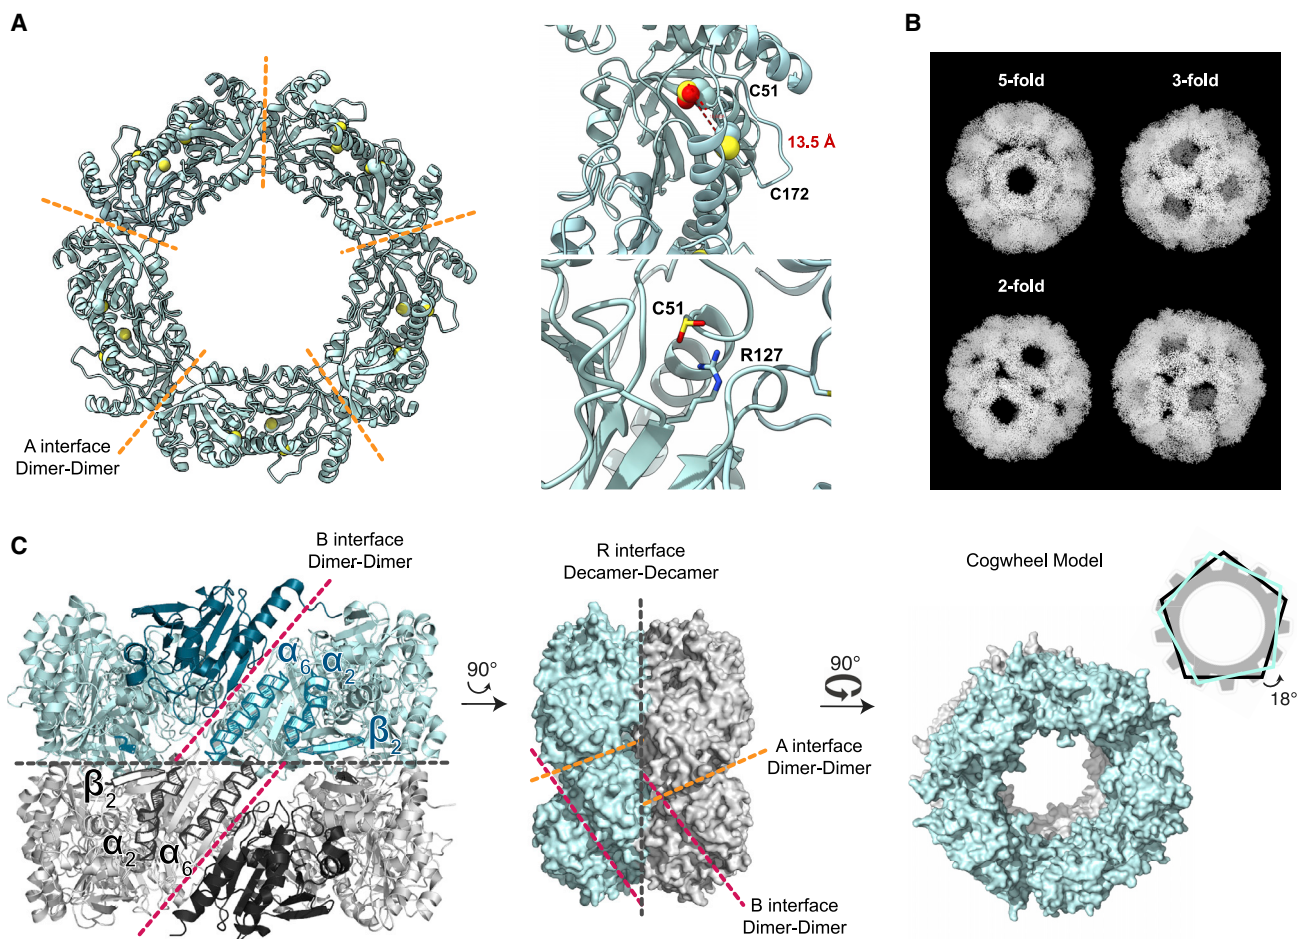 A
C51
13.5 Å
C172
C51
R127
A interface
Dimer-Dimer
B
5-fold
3-fold
2-fold
C
B interface
Dimer-Dimer
α6 α2
β2
β2
α2 α6
90°
R interface
Decamer-Decamer
A interface
Dimer-Dimer
B interface
Dimer-Dimer
90°
Cogwheel Model
18°